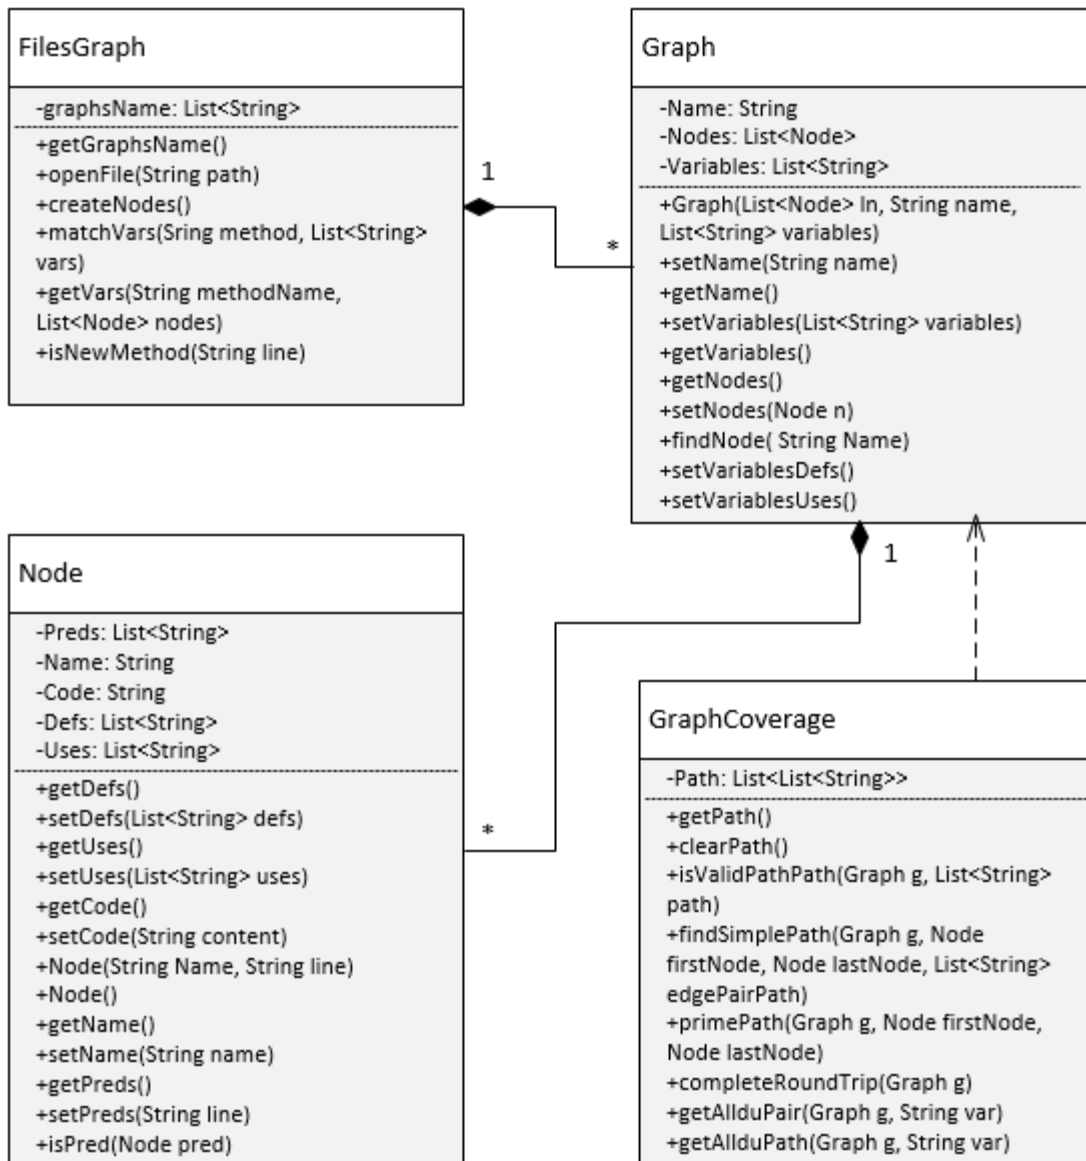 FilesGraph
-graphsName: List<String>
+getGraphsName()
+openFile(String path)
+createNodes()
+matchVars(Sring method, List<String>
vars)
+getVars(String methodName,
List<Node> nodes)
+isNewMethod(String line)
1
*
Graph
-Name: String
-Nodes: List<Node>
-Variables: List<String>
+Graph(List<Node> ln, String name,
List<String> variables)
+setName(String name)
+getName()
+setVariables(List<String> variables)
+getVariables()
+getNodes()
+setNodes(Node n)
+findNode( String Name)
+setVariablesDefs()
+setVariablesUses()
1
*
Node
-Preds: List<String>
-Name: String
-Code: String
-Defs: List<String>
-Uses: List<String>
+getDefs()
+setDefs(List<String> defs)
+getUses()
+setUses(List<String> uses)
+getCode()
+setCode(String content)
+Node(String Name, String line)
+Node()
+getName()
+setName(String name)
+getPreds()
+setPreds(String line)
+isPred(Node pred)
GraphCoverage
-Path: List<List<String>>
+getPath()
+clearPath()
+isValidPathPath(Graph g, List<String>
path)
+findSimplePath(Graph g, Node
firstNode, Node lastNode, List<String>
edgePairPath)
+primePath(Graph g, Node firstNode,
Node lastNode)
+completeRoundTrip(Graph g)
+getAllduPair(Graph g, String var)
+getAllduPath(Graph g, String var)